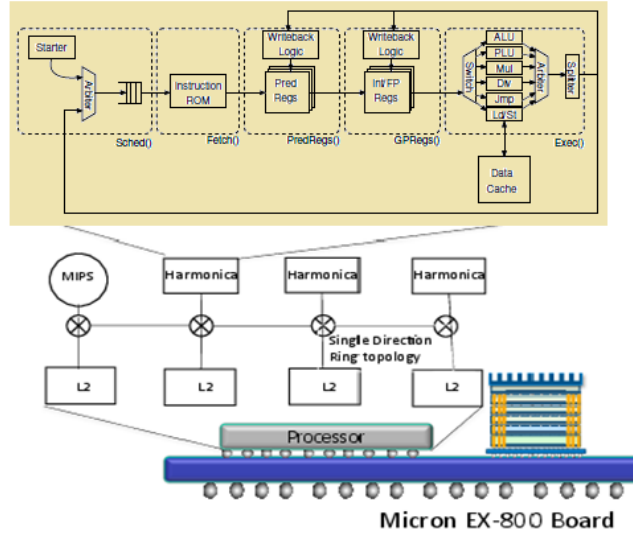 Starter
Arbiter
Sched()
Instruction
ROM
Fetch()
Writeback
Logic
Pred
Regs
PredRegs()
Writeback
Logic
Int/FP
Regs
GPRegs()
Switch
ALU
PLU
Mul
Div
Jmp
Ld/St
Arbiter
Splitter
Exec()
Data
Cache
MIPS
Harmonica
Harmonica
Harmonica
Single Direction
Ring topology
L2
L2
L2
L2
Processor
Micron EX-800 Board